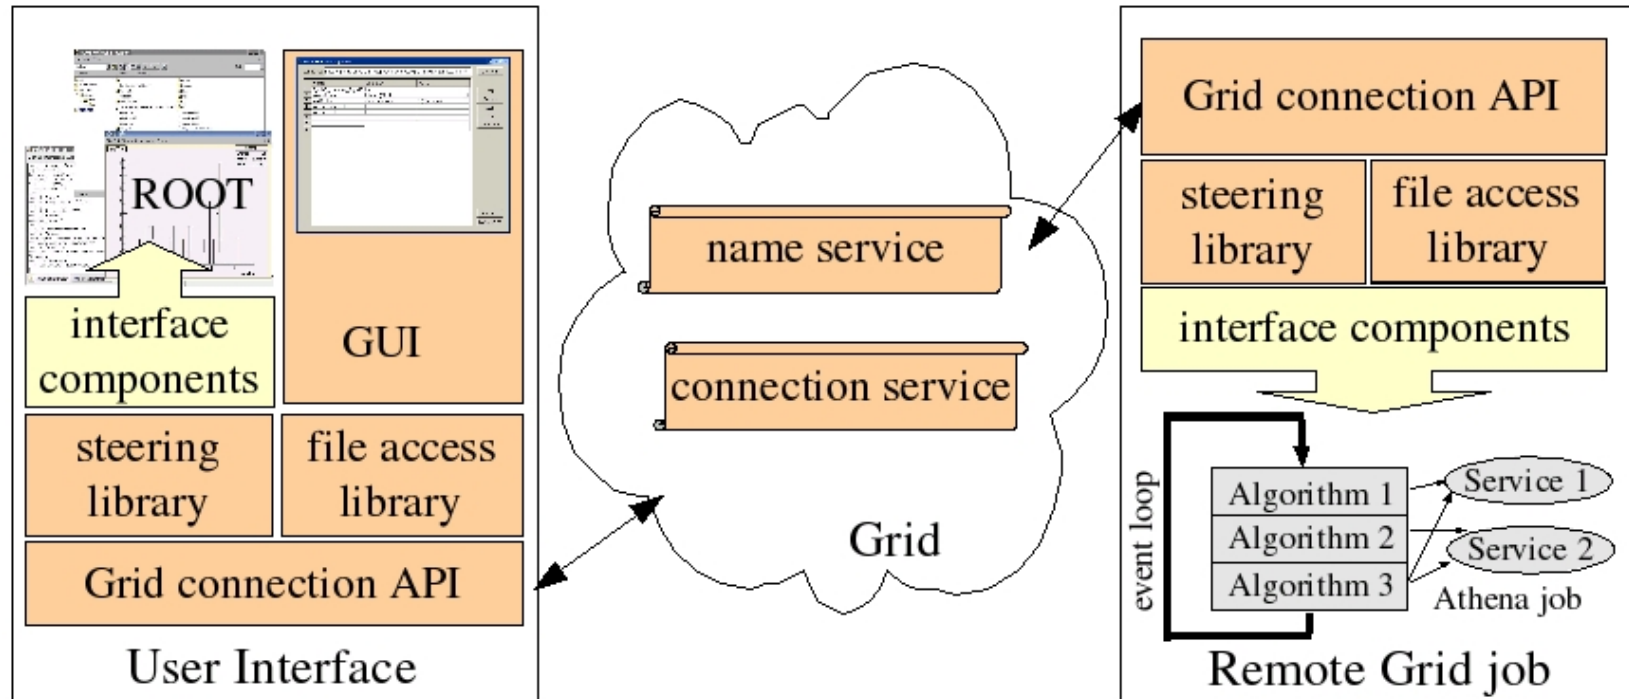 ROOT
interface
components
GUI
steering
library
file access
library
Grid connection API
User Interface
name service
connection service
Grid
Grid connection API
steering
library
file access
library
interface components
event loop
Algorithm 1
Algorithm 2
Algorithm 3
Service 1
Service 2
Athena job
Remote Grid job